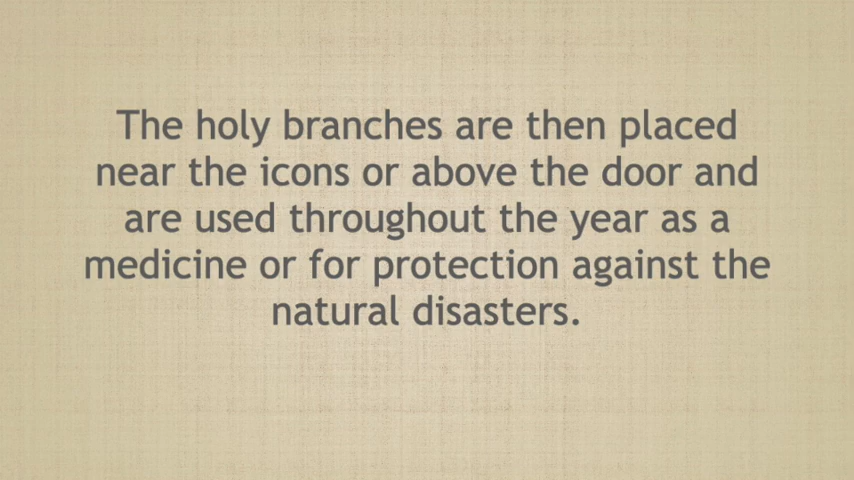 The holy branches are then placed
near the icons or above the door and
are used throughout the year as a
medicine or for protection against the
natural disasters.